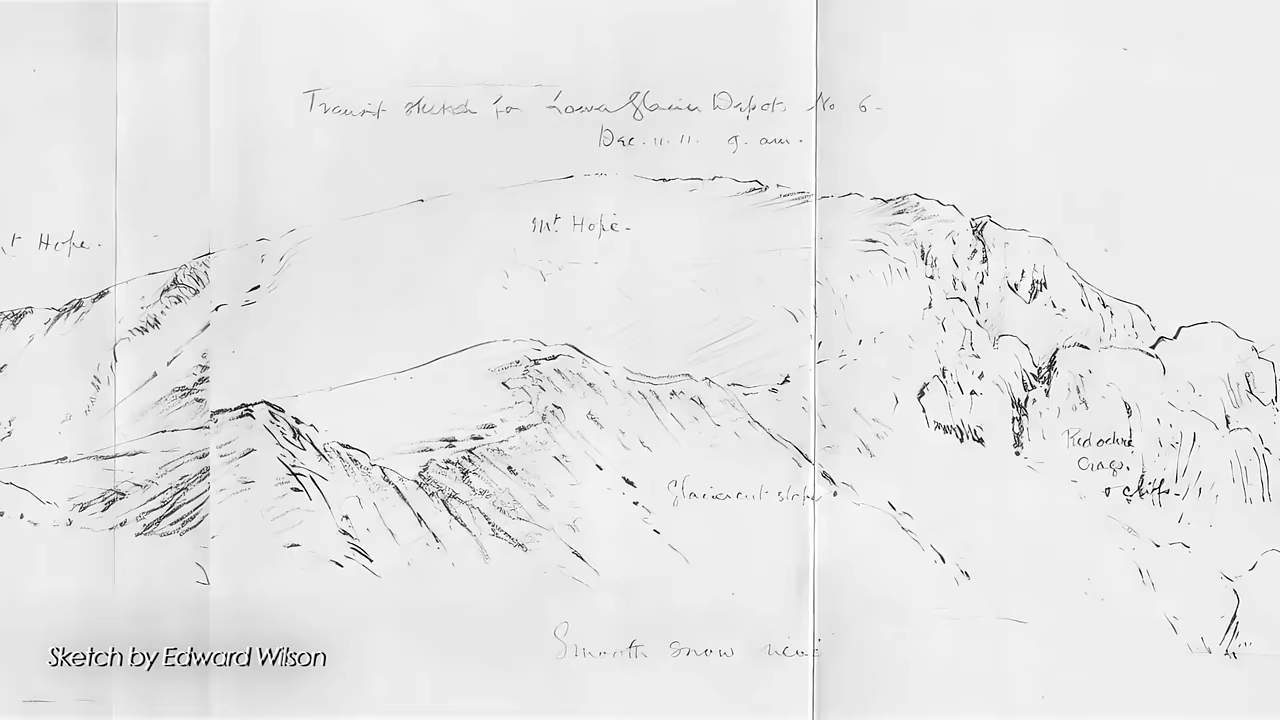 Transit sketch for Lower Glacier Depot No 6-
Dec. 11. 11. 9. am.
Mt Hope-
t Hope-
Red ochre
Crags.
& cliffs-
Glacier cut slope
Smooth snow névé
Sketch by Edward Wilson